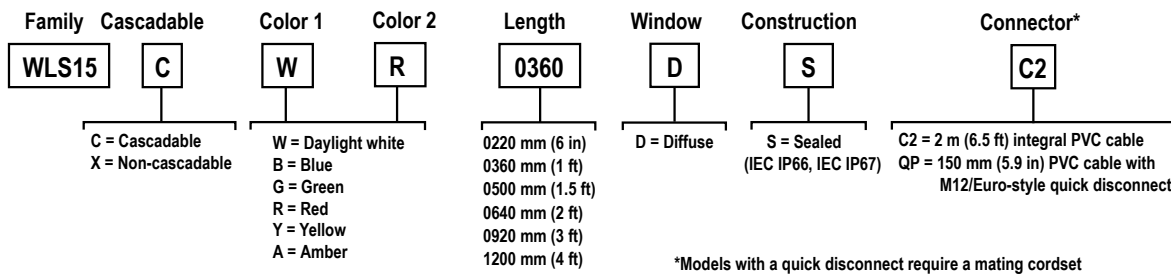 Family Cascadable Color 1 Color 2 Length Window Construction Connector*
WLS15 C W R 0360 D S C2
C = Cascadable
X = Non-cascadable
W = Daylight white
B = Blue
G = Green
R = Red
Y = Yellow
A = Amber
0220 mm (6 in)
0360 mm (1 ft)
0500 mm (1.5 ft)
0640 mm (2 ft)
0920 mm (3 ft)
1200 mm (4 ft)
D = Diffuse
S = Sealed
(IEC IP66, IEC IP67)
C2 = 2 m (6.5 ft) integral PVC cable
QP = 150 mm (5.9 in) PVC cable with
M12/Euro-style quick disconnect
*Models with a quick disconnect require a mating cordset